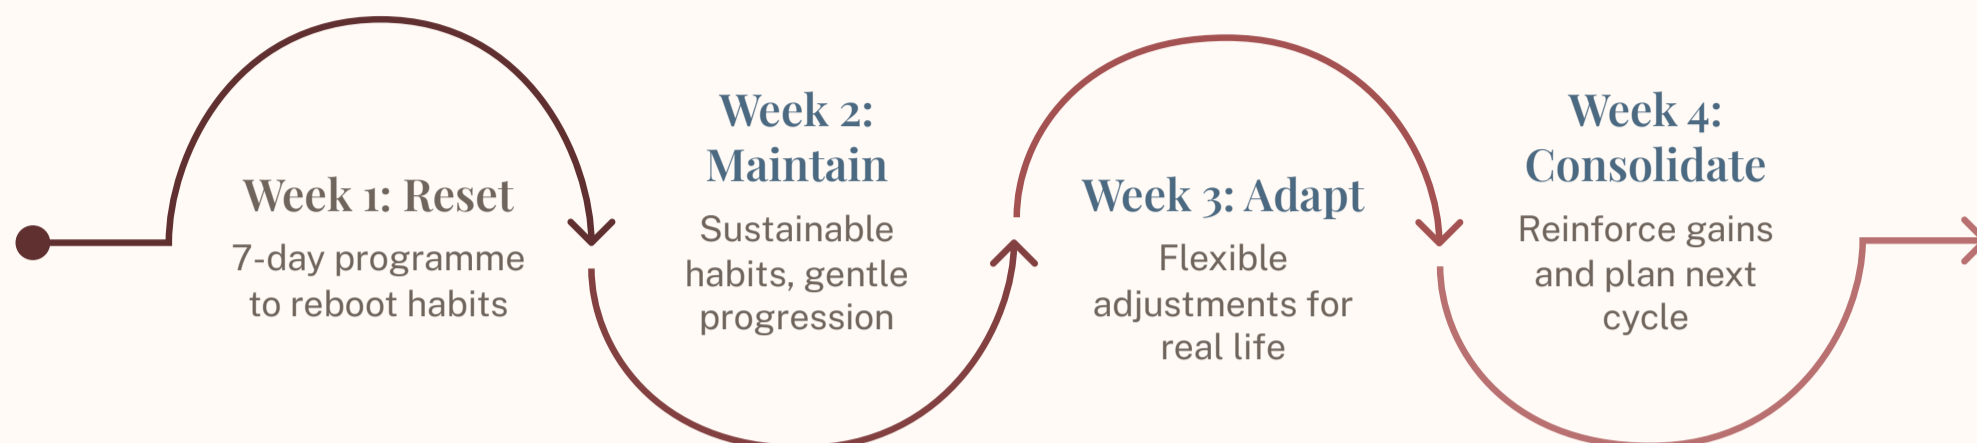 Week 1: Reset
7-day programme
to reboot habits
Week 2:
Maintain
Sustainable
habits, gentle
progression
Week 3: Adapt
Flexible
adjustments for
real life
Week 4:
Consolidate
Reinforce gains
and plan next
cycle